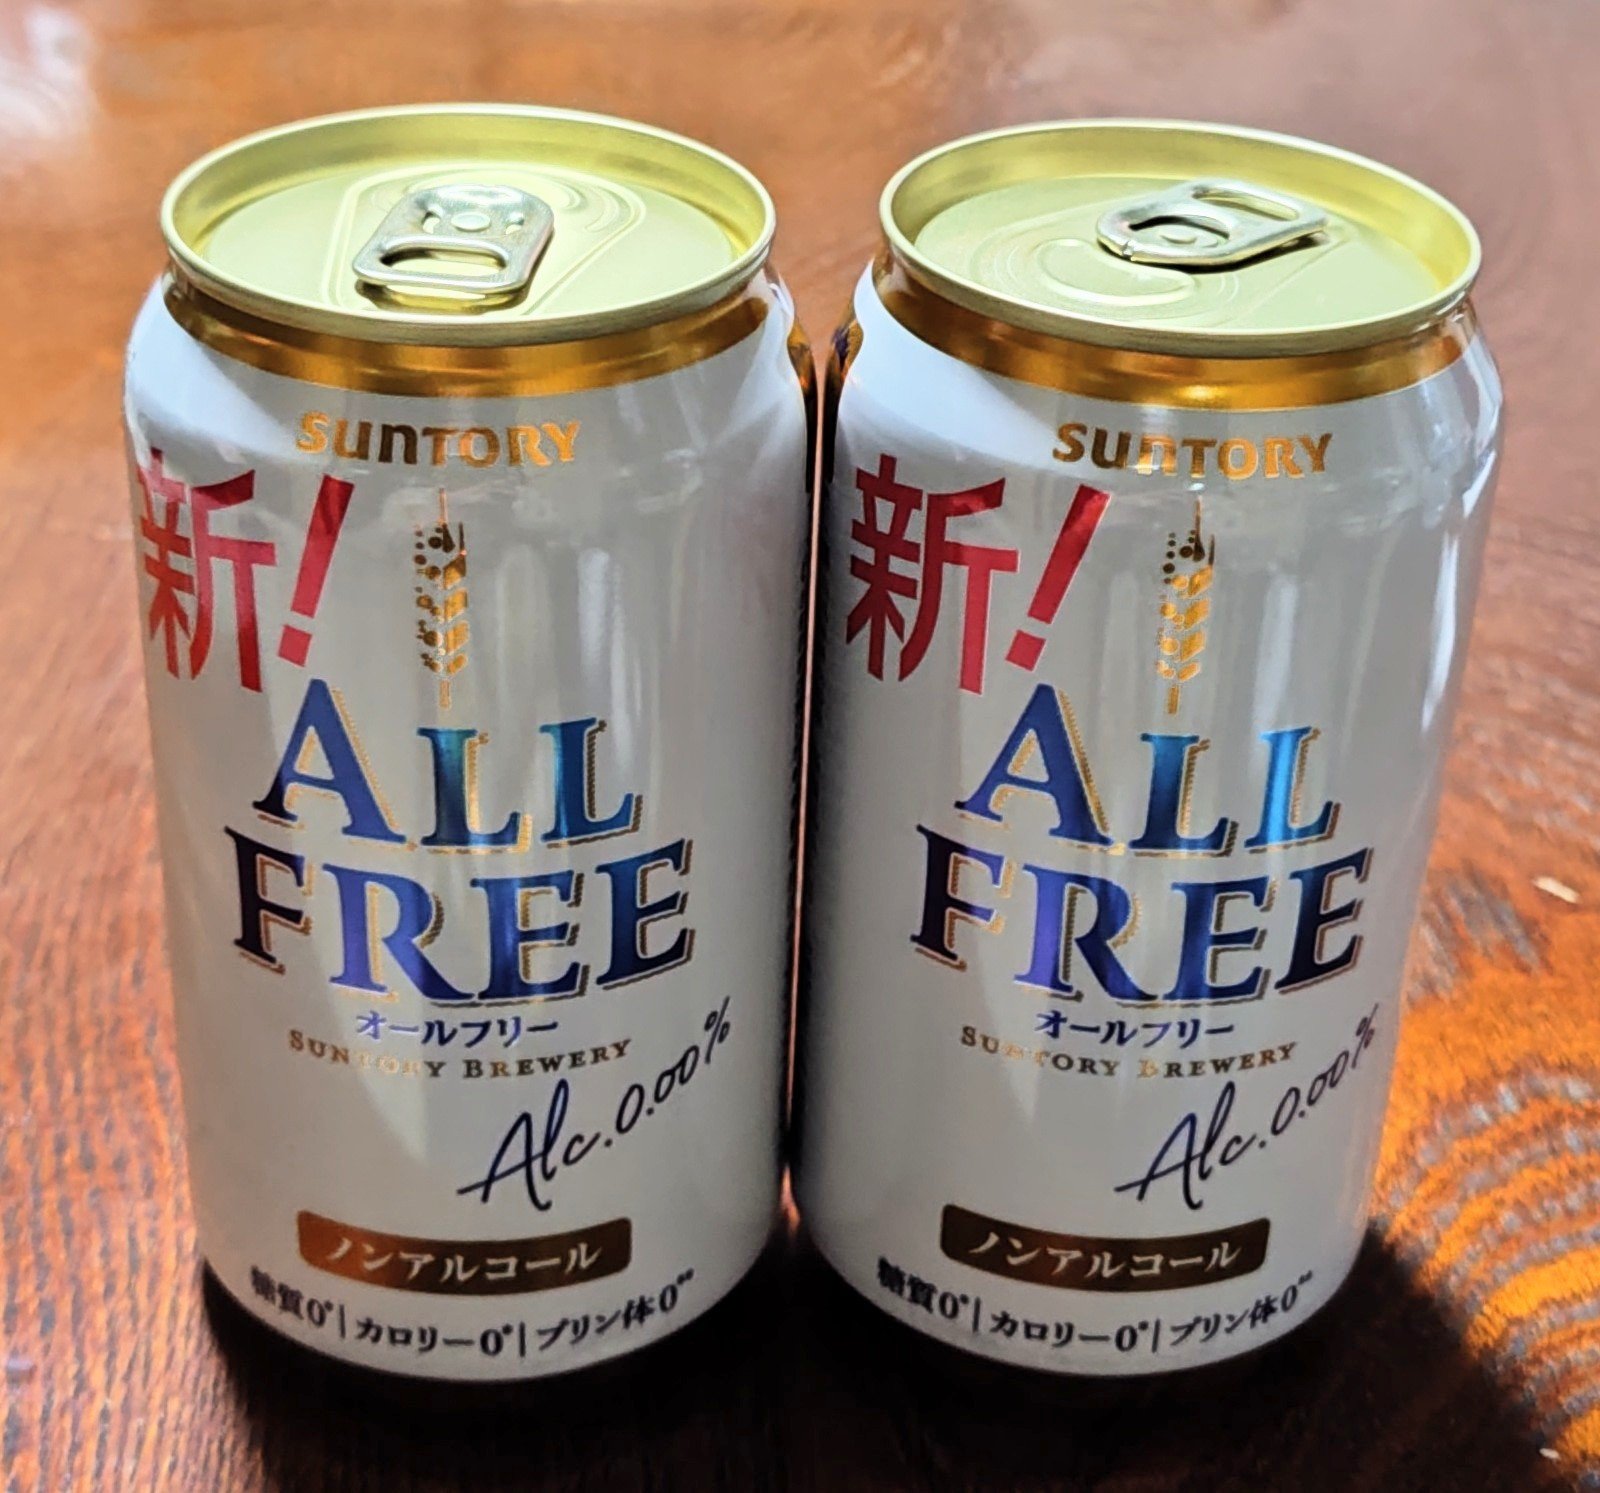 SUNTORY
新!
ALL
FREE
オールフリー
SUNTORY BREWERY
Alc.0.00%
ノンアルコール
糖質0*|カロリー0*|プリン体0**
SUNTORY
新!
ALL
FREE
オールフリー
SUNTORY BREWERY
Alc.0.00%
ノンアルコール
糖質0*|カロリー0*|プリン体0**